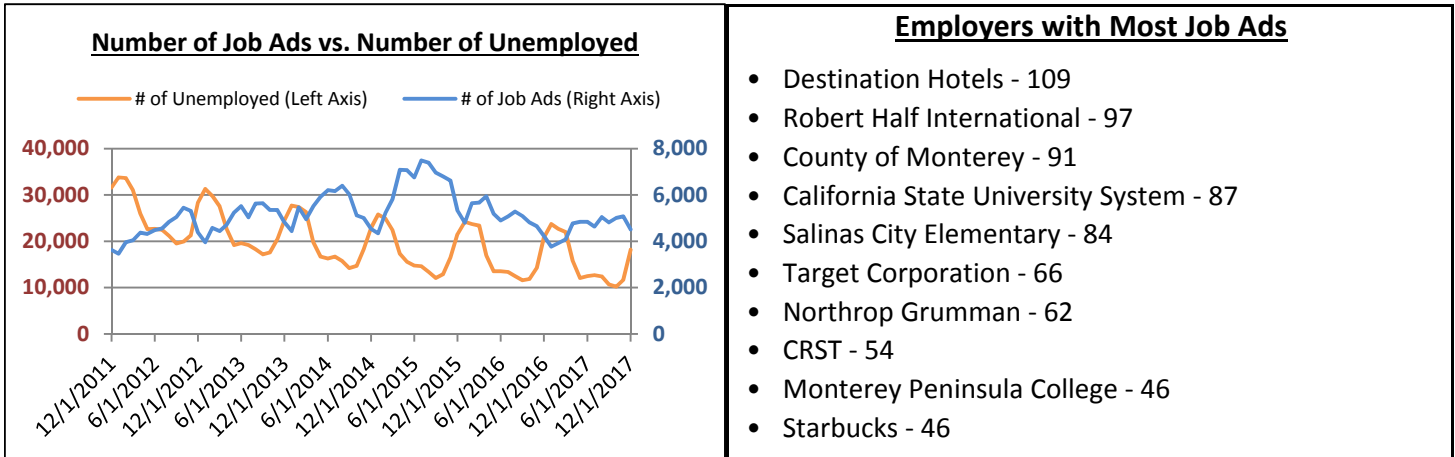 Number of Job Ads vs. Number of Unemployed
# of Unemployed (Left Axis) # of Job Ads (Right Axis)
40,000 8,000
30,000 6,000
20,000 4,000
10,000 2,000
0 0
12/1/2011 6/1/2012 12/1/2012 6/1/2013 12/1/2013 6/1/2014 12/1/2014 6/1/2015 12/1/2015 6/1/2016 12/1/2016 6/1/2017 12/1/2017
Employers with Most Job Ads
• Destination Hotels - 109
• Robert Half International - 97
• County of Monterey - 91
• California State University System - 87
• Salinas City Elementary - 84
• Target Corporation - 66
• Northrop Grumman - 62
• CRST - 54
• Monterey Peninsula College - 46
• Starbucks - 46